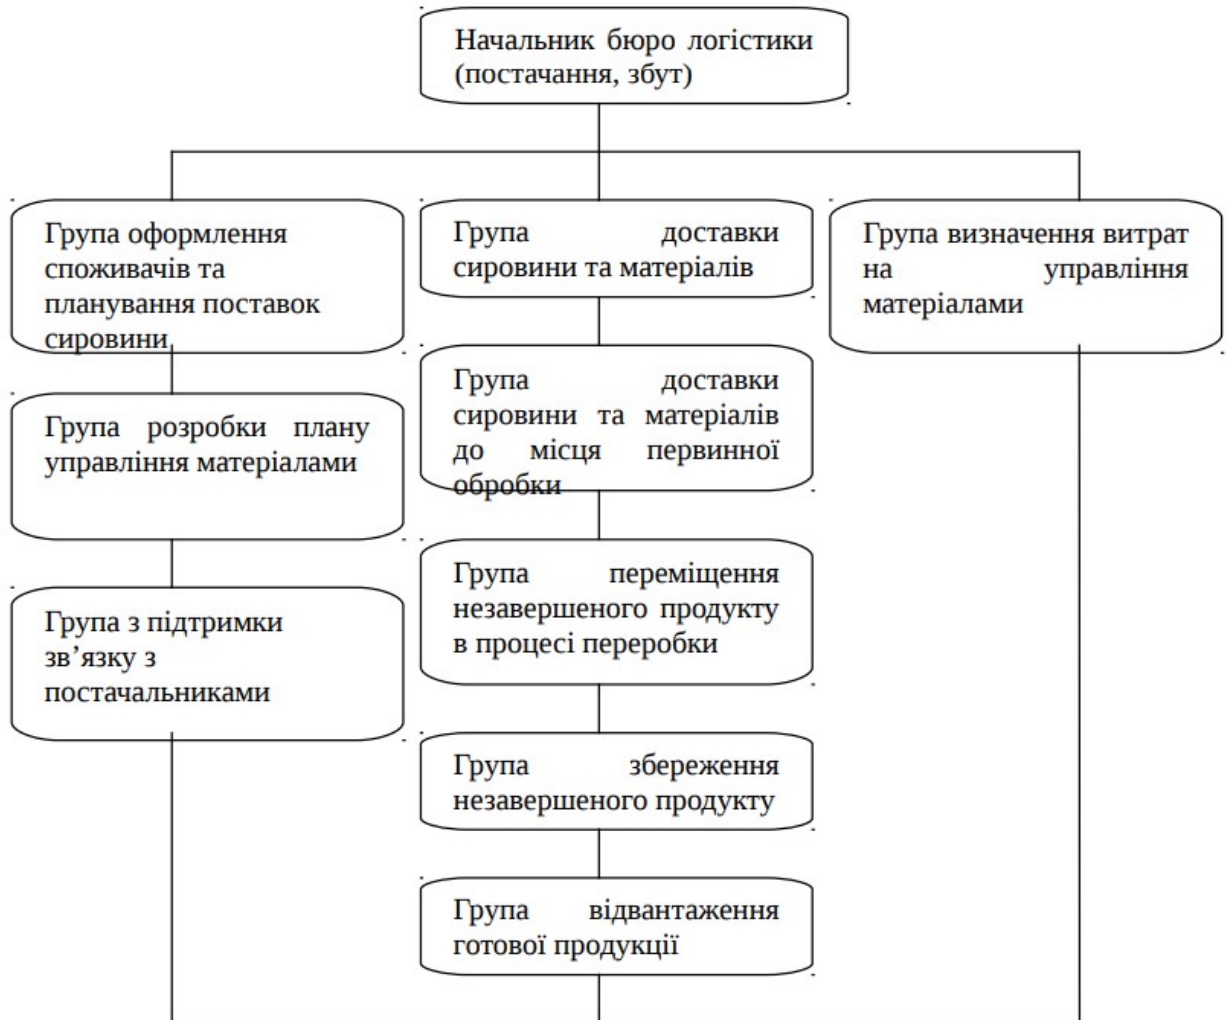 Начальник бюро логістики
(постачання, збут)
Група оформлення
споживачів та
планування поставок
сировини
Група розробки плану
управління матеріалами
Група з підтримки
зв’язку з
постачальниками
Група доставки
сировини та матеріалів
Група доставки
сировини та матеріалів
до місця первинної
обробки
Група переміщення
незавершеного продукту
в процесі переробки
Група збереження
незавершеного продукту
Група відвантаження
готової продукції
Група визначення витрат
на управління
матеріалами